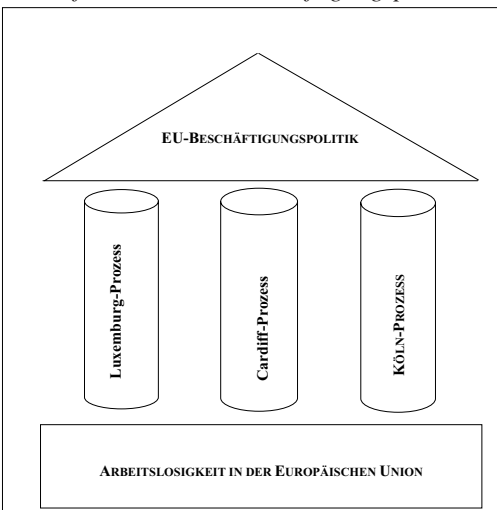 EU-BESCHÄFTIGUNGSPOLITIK
Luxemburg-Prozess
Cardiff-Prozess
KÖLN-PROZESS
ARBEITSLOSIGKEIT IN DER EUROPÄISCHEN UNION